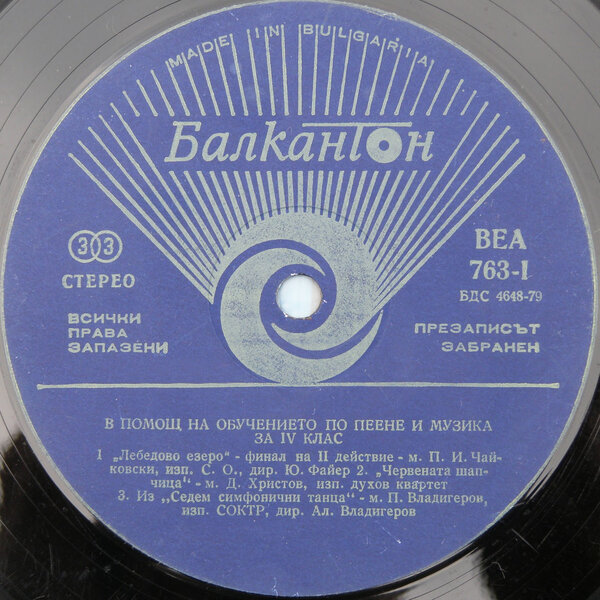 MADE IN BULGARIA
Балкантон
33
СТЕРЕО
ВЕА
763-I
БДС 4648-79
ВСИЧКИ
ПРАВА
ЗАПАЗЕНИ
ПРЕЗАПИСЪТ
ЗАБРАНЕН
В ПОМОЩ НА ОБУЧЕНИЕТО ПО ПЕЕНЕ И МУЗИКА
ЗА IV КЛАС
1 „Лебедово езеро“ - финал на II действие - м. П. И. Чай-
ковски, изп. С. О., дир. Ю. Файер 2. „Червената шап-
чица“ - м. Д. Христов, изп. духов квартет
3. Из „Седем симфонични танца“ - м. П. Владигеров,
изп. СОКТР, дир. Ал. Владигеров